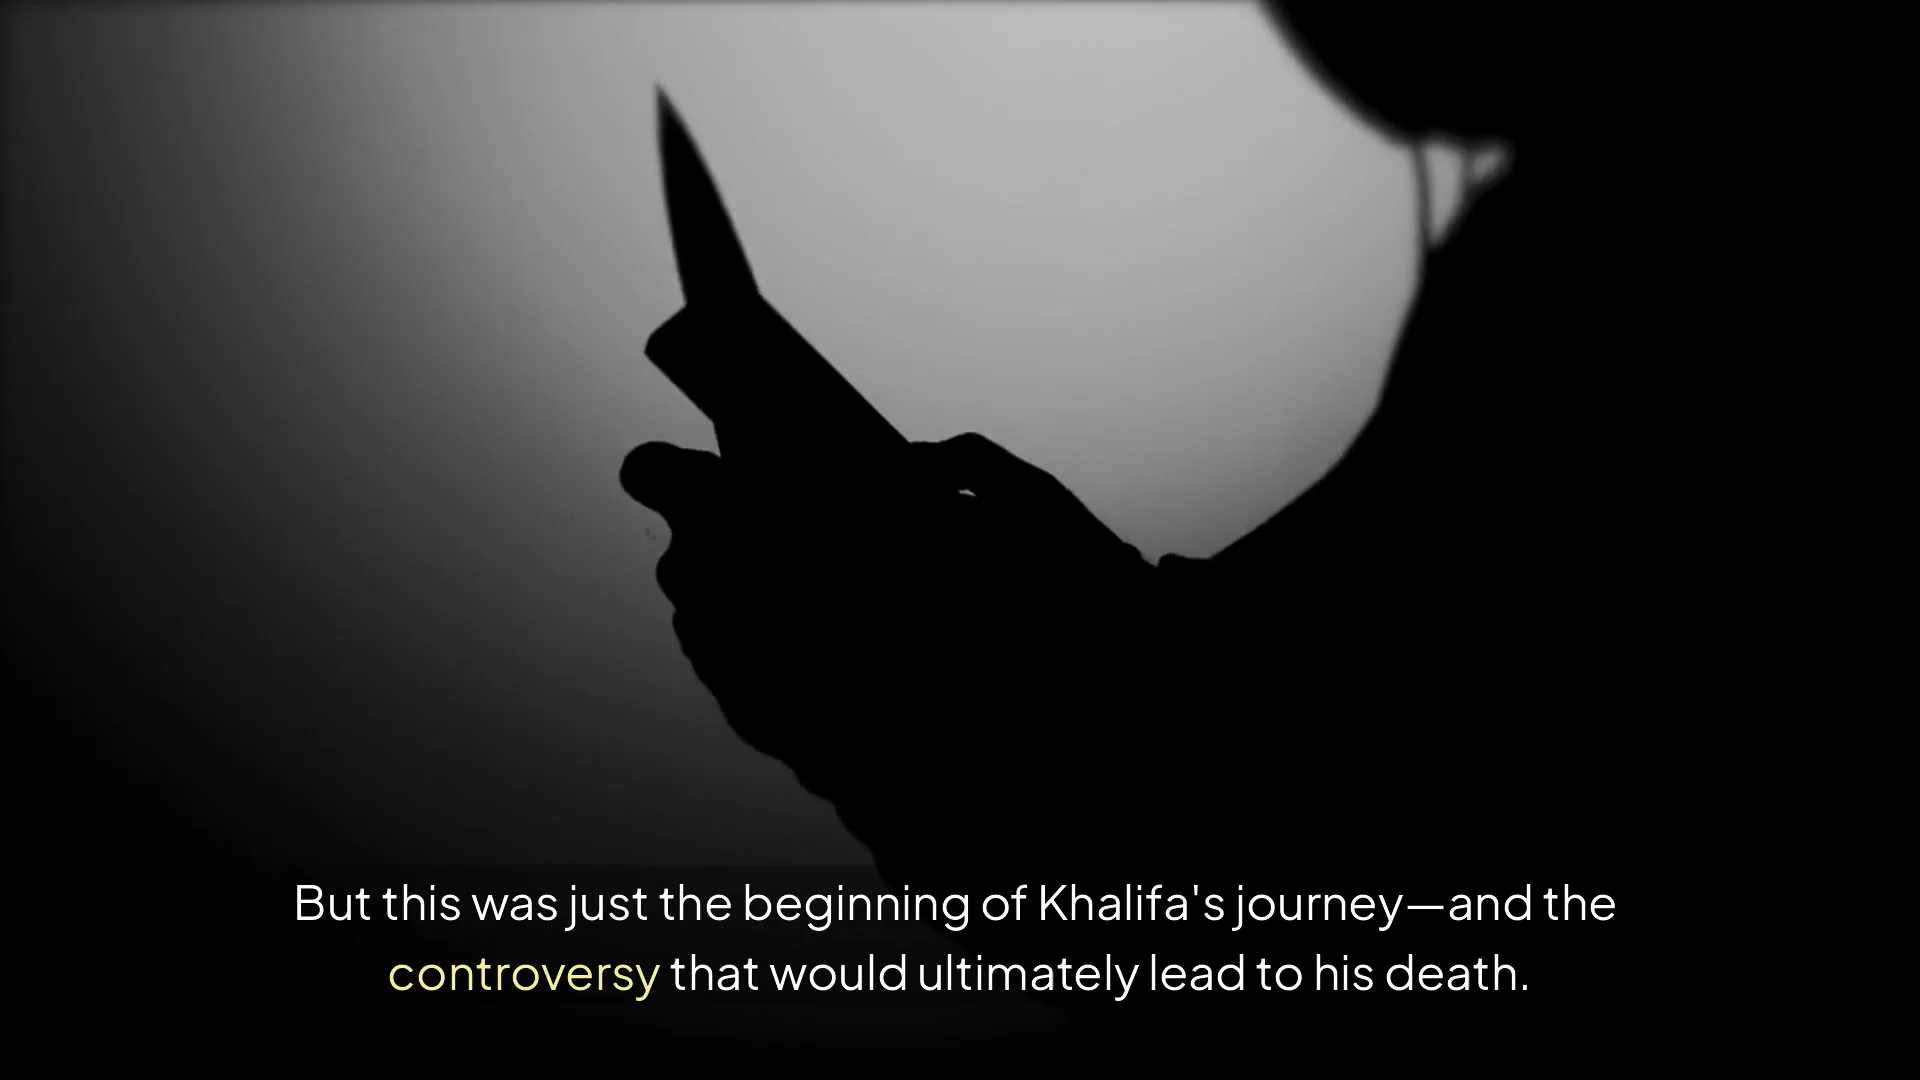 But this was just the beginning of Khalifa's journey—and the
controversy that would ultimately lead to his death.